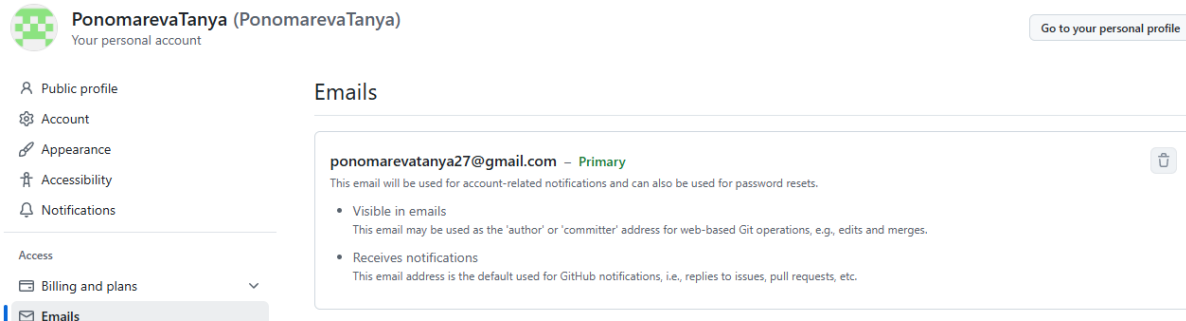 PonomarevaTanya (PonomarevaTanya)
Your personal account
Go to your personal profile
Public profile
Account
Appearance
Accessibility
Notifications
Access
Billing and plans
Emails
Emails
ponomarevatanya27@gmail.com – Primary
This email will be used for account-related notifications and can also be used for password resets.
• Visible in emails
This email may be used as the 'author' or 'committer' address for web-based Git operations, e.g., edits and merges.
• Receives notifications
This email address is the default used for GitHub notifications, i.e., replies to issues, pull requests, etc.